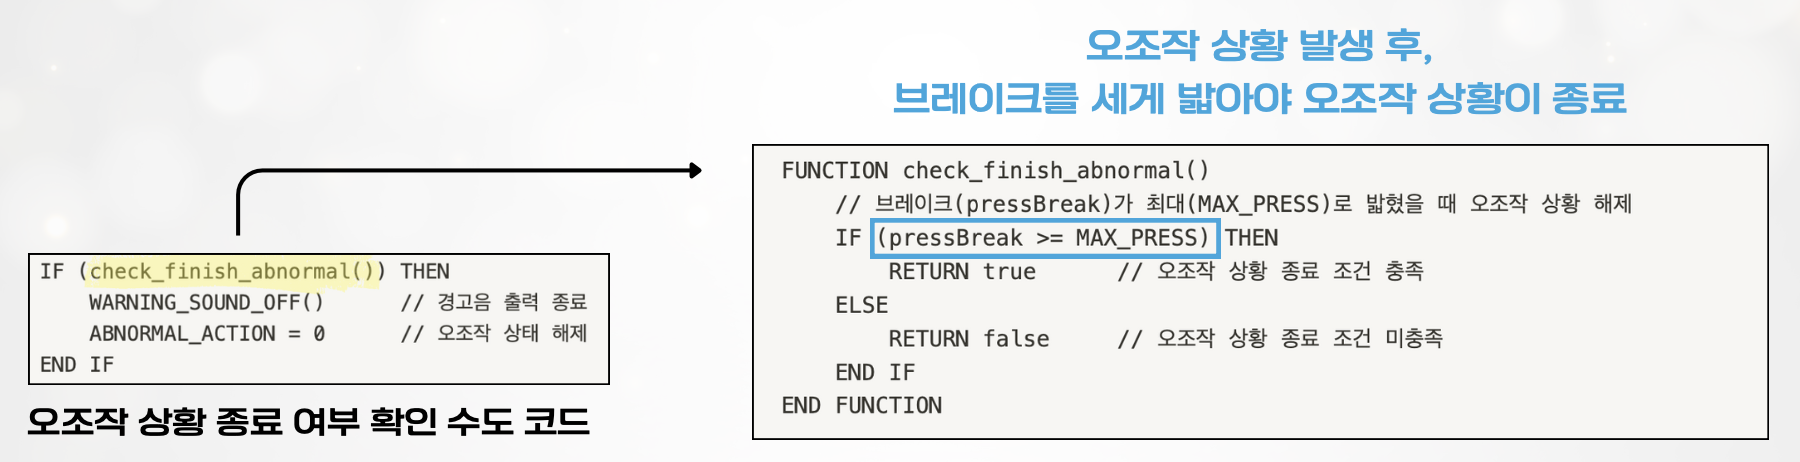 오조작 상황 발생 후,
브레이크를 세게 밟아야 오조작 상황이 종료
IF (check_finish_abnormal()) THEN
WARNING_SOUND_OFF() // 경고음 출력 종료
ABNORMAL_ACTION = 0 // 오조작 상태 해제
END IF
오조작 상황 종료 여부 확인 수도 코드
FUNCTION check_finish_abnormal()
// 브레이크(pressBreak)가 최대(MAX_PRESS)로 밟혔을 때 오조작 상황 해제
IF (pressBreak >= MAX_PRESS) THEN
RETURN true // 오조작 상황 종료 조건 충족
ELSE
RETURN false // 오조작 상황 종료 조건 미충족
END IF
END FUNCTION